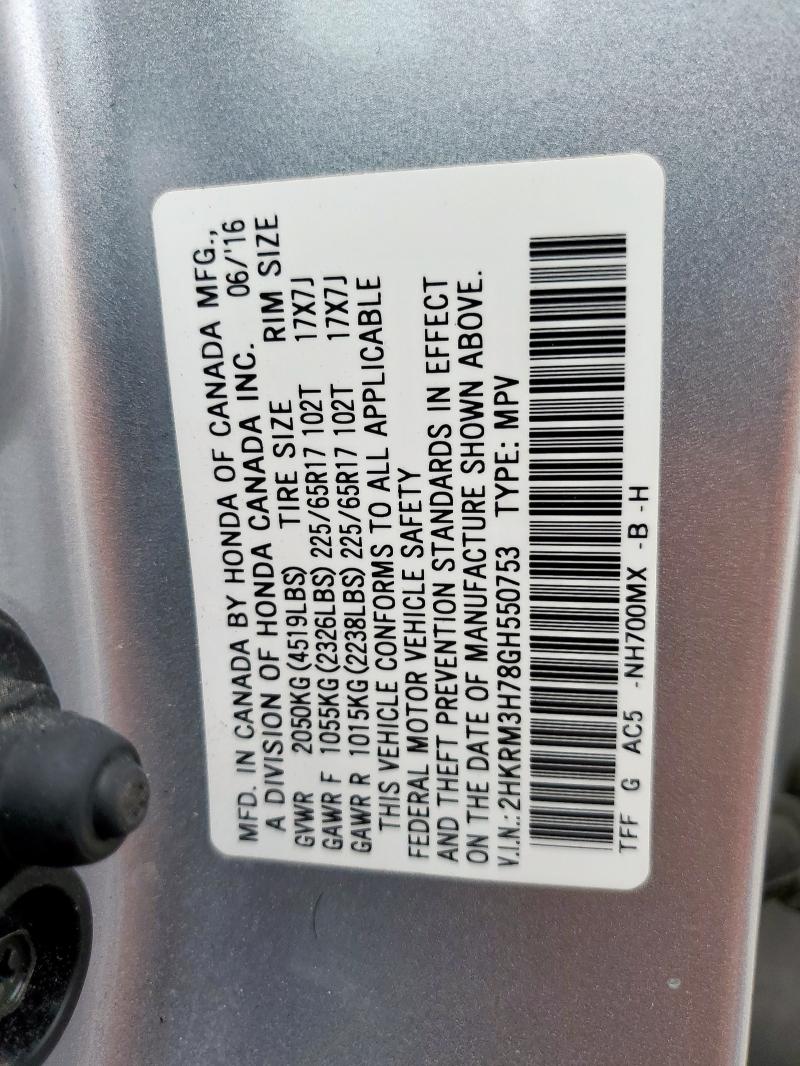 MFD. IN CANADA BY HONDA OF CANADA MFG.,
A DIVISION OF HONDA CANADA INC. 06/'16
GVWR 2050KG (4519LBS) TIRE SIZE RIM SIZE
GAWR F 1055KG (2326LBS) 225/65R17 102T 17X7J
GAWR R 1015KG (2238LBS) 225/65R17 102T 17X7J
THIS VEHICLE CONFORMS TO ALL APPLICABLE
FEDERAL MOTOR VEHICLE SAFETY
AND THEFT PREVENTION STANDARDS IN EFFECT
ON THE DATE OF MANUFACTURE SHOWN ABOVE.
V.I.N.:2HKRM3H78GH550753 TYPE: MPV
TFF G AC5 -NH700MX -B -H